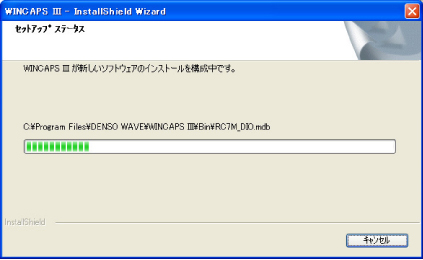 WINCAPS III - InstallShield Wizard
ｾｯﾄｱｯﾌﾟ ｽﾃｰﾀｽ
WINCAPS III が新しいソフトウェアのインストールを構成中です。
C:¥Program Files¥DENSO WAVE¥WINCAPS III¥Bin¥RC7M_DIO.mdb
InstallShield
ｷｬﾝｾﾙ